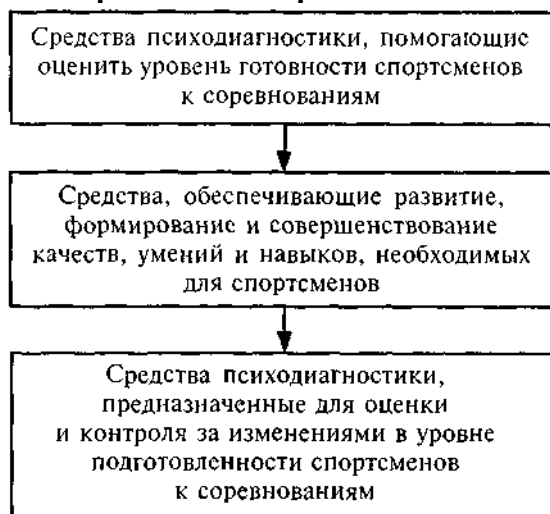 Средства психодиагностики, помогающие
оценить уровень готовности спортсменов
к соревнованиям
Средства, обеспечивающие развитие,
формирование и совершенствование
качеств, умений и навыков, необходимых
для спортсменов
Средства психодиагностики,
предназначенные для оценки
и контроля за изменениями в уровне
подготовленности спортсменов
к соревнованиям